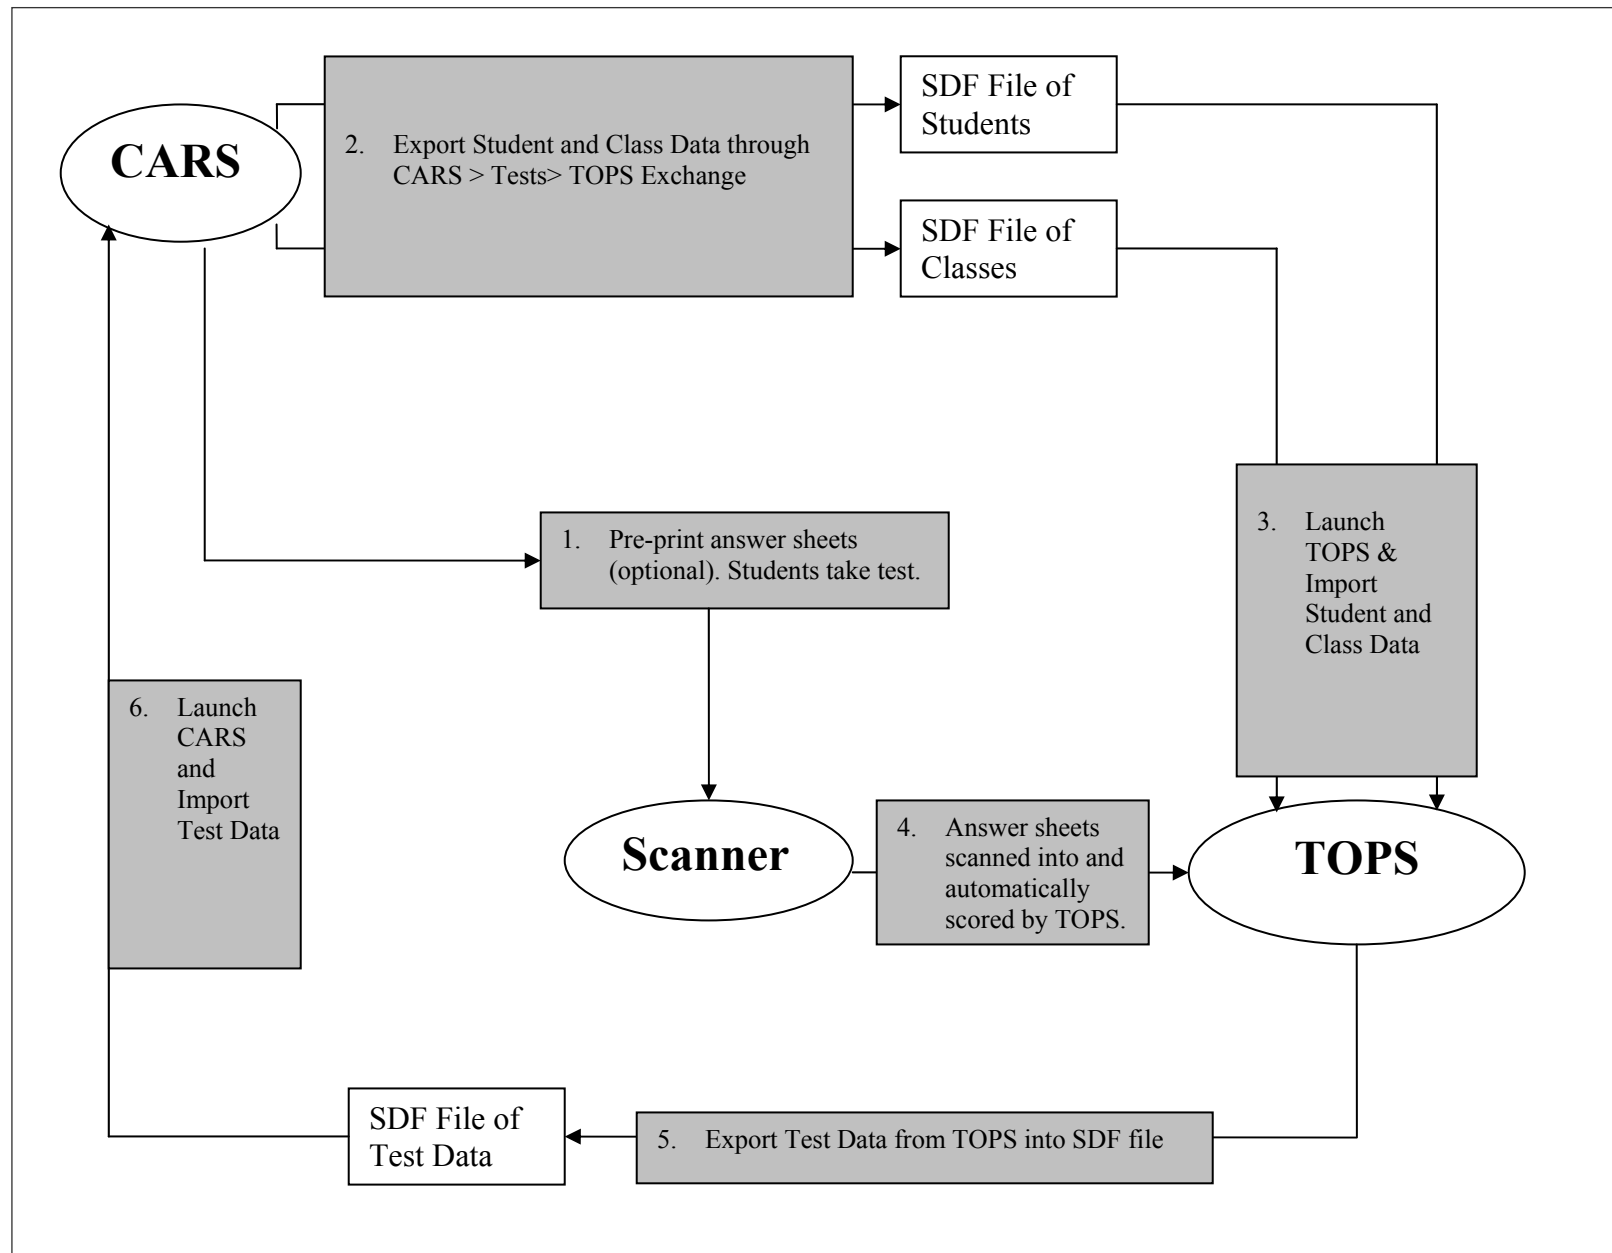 CARS
2. Export Student and Class Data through
CARS > Tests> TOPS Exchange
SDF File of
Students
SDF File of
Classes
1. Pre-print answer sheets
(optional). Students take test.
3. Launch
TOPS &
Import
Student and
Class Data
6. Launch
CARS
and
Import
Test Data
Scanner
4. Answer sheets
scanned into and
automatically
scored by TOPS.
TOPS
SDF File of
Test Data
5. Export Test Data from TOPS into SDF file